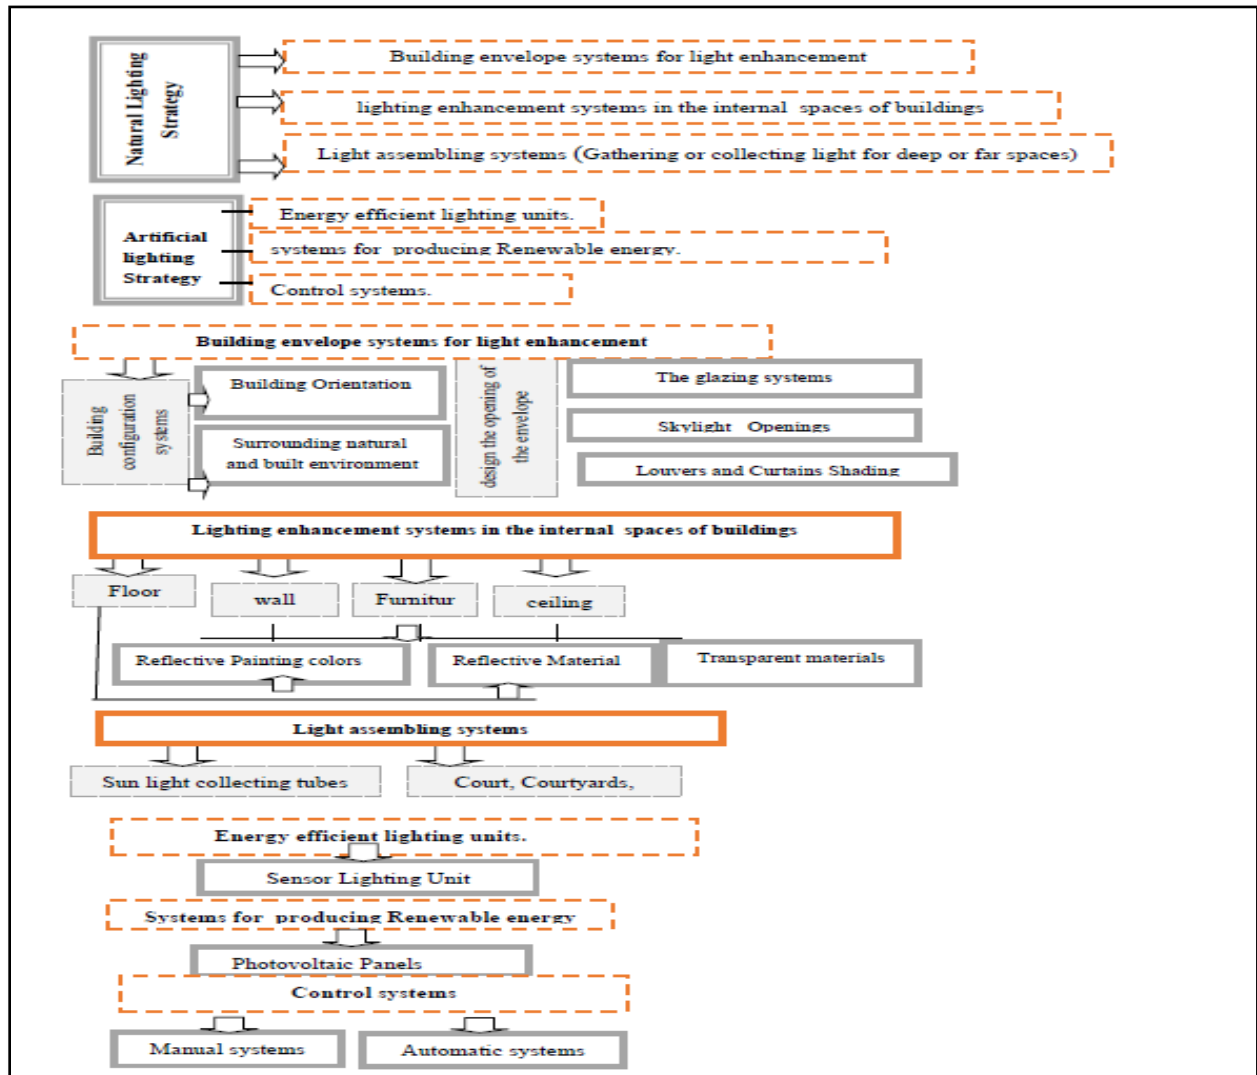 Natural Lighting
Strategy
Building envelope systems for light enhancement
lighting enhancement systems in the internal spaces of buildings
Light assembling systems (Gathering or collecting light for deep or far spaces)
Artificial
lighting
Strategy
Energy efficient lighting units.
systems for producing Renewable energy.
Control systems.
Building envelope systems for light enhancement
Building
configuration
systems
Building Orientation
Surrounding natural
and built environment
design the opening of
the envelope
The glazing systems
Skylight Openings
Louvers and Curtains Shading
Lighting enhancement systems in the internal spaces of buildings
Floor
wall
Furnitur
ceiling
Reflective Painting colors
Reflective Material
Transparent materials
Light assembling systems
Sun light collecting tubes
Court, Courtyards,
Energy efficient lighting units.
Sensor Lighting Unit
Systems for producing Renewable energy
Photovoltaic Panels
Control systems
Manual systems
Automatic systems